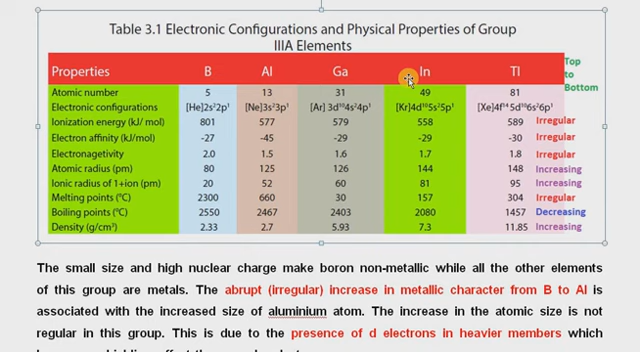 Table 3.1 Electronic Configurations and Physical Properties of Group
IIIA Elements
Properties B Al Ga In Tl
Top
to
Bottom
Atomic number 5 13 31 49 81
Electronic configurations [He]2s²2p¹ [Ne]3s²3p¹ [Ar] 3d¹⁰4s²4p¹ [Kr]4d¹⁰5s²5p¹ [Xe]4f¹⁴5d¹⁰6s²6p¹
Ionization energy (kJ/ mol) 801 577 579 558 589 Irregular
Electron affinity (kJ/mol) -27 -45 -29 -29 -30 Irregular
Electronagetivity 2.0 1.5 1.6 1.7 1.8 Irregular
Atomic radius (pm) 80 125 126 144 148 Increasing
Ionic radius of 1+ion (pm) 20 52 60 81 95 Increasing
Melting points (°C) 2300 660 30 157 304 Irregular
Boiling points (°C) 2550 2467 2403 2080 1457 Decreasing
Density (g/cm³) 2.33 2.7 5.93 7.3 11.85 Increasing
The small size and high nuclear charge make boron non-metallic while all the other elements
of this group are metals. The abrupt (irregular) increase in metallic character from B to Al is
associated with the increased size of aluminium atom. The increase in the atomic size is not
regular in this group. This is due to the presence of d electrons in heavier members which